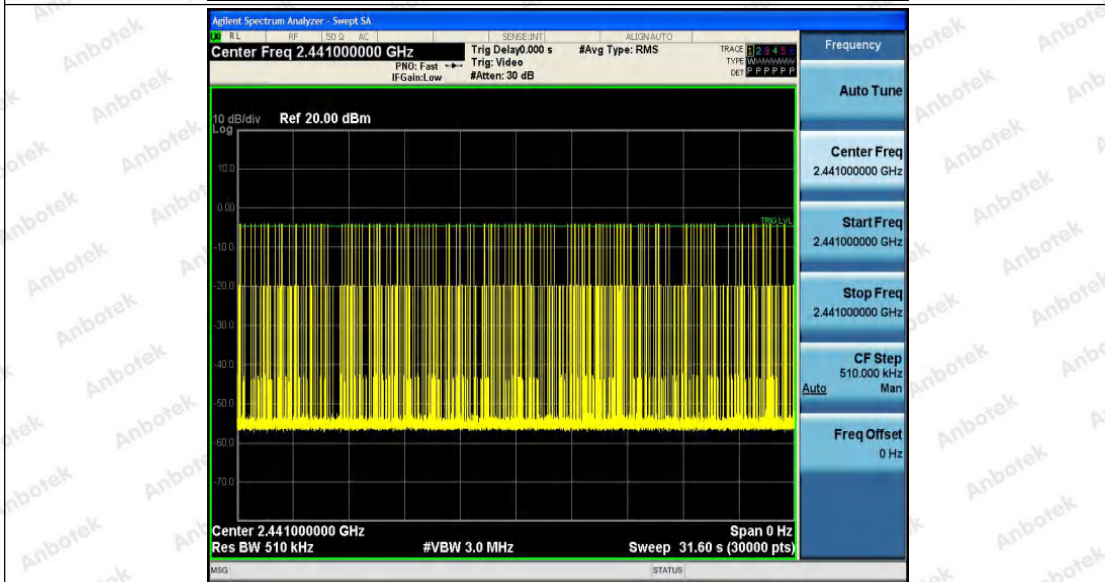 Agilent Spectrum Analyzer - Swept SA
RL RF 50 Ω AC SENSE:INT ALIGN AUTO
Center Freq 2.441000000 GHz
PNO: Fast
IFGain:Low
Trig Delay0.000 s
Trig: Video
#Atten: 30 dB
#Avg Type: RMS
TRACE 1 2 3 4 5 6
TYPE W
DET P P P P P P
10 dB/div Ref 20.00 dBm
Log
10.0
0.00
TRIG LVL
-10.0
-20.0
-30.0
-40.0
-50.0
-60.0
-70.0
Center 2.441000000 GHz Span 0 Hz
Res BW 510 kHz #VBW 3.0 MHz Sweep 31.60 s (30000 pts)
MSG STATUS
Frequency
Auto Tune
Center Freq
2.441000000 GHz
Start Freq
2.441000000 GHz
Stop Freq
2.441000000 GHz
CF Step
510.000 kHz
Auto Man
Freq Offset
0 Hz
Anbotek